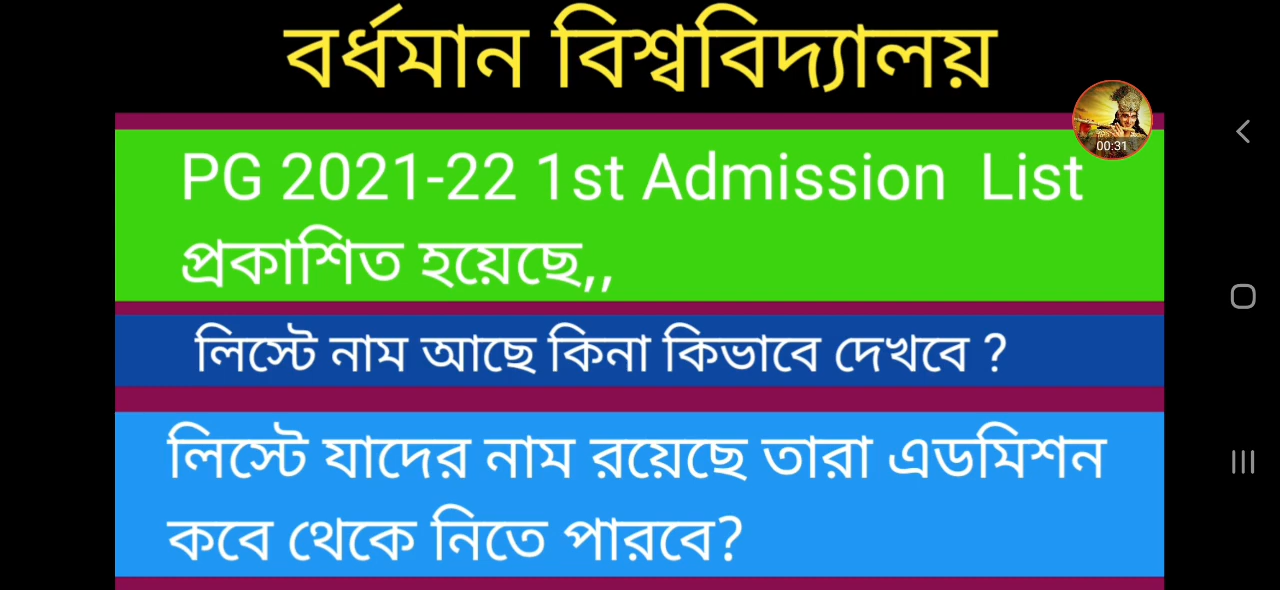 বর্ধমান বিশ্ববিদ্যালয়
00:31
PG 2021-22 1st Admission List
প্রকাশিত হয়েছে,,
লিস্টে নাম আছে কিনা কিভাবে দেখবে ?
লিস্টে যাদের নাম রয়েছে তারা এডমিশন
কবে থেকে নিতে পারবে?